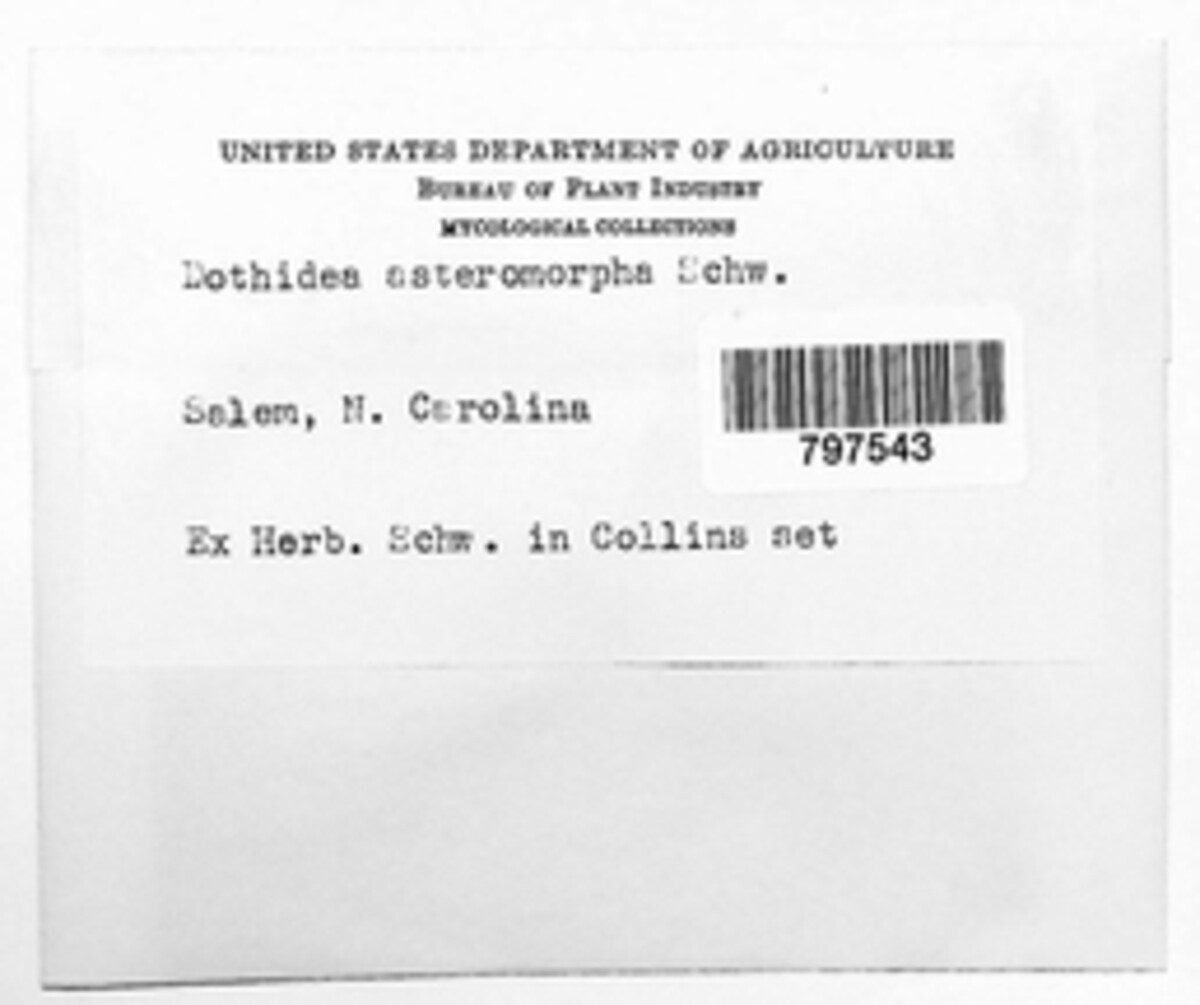 UNITED STATES DEPARTMENT OF AGRICULTURE
BUREAU OF PLANT INDUSTRY
MYCOLOGICAL COLLECTIONS
Dothidea asteromorpha Schw.
Salem, N. Carolina
797543
Ex Herb. Schw. in Collins set